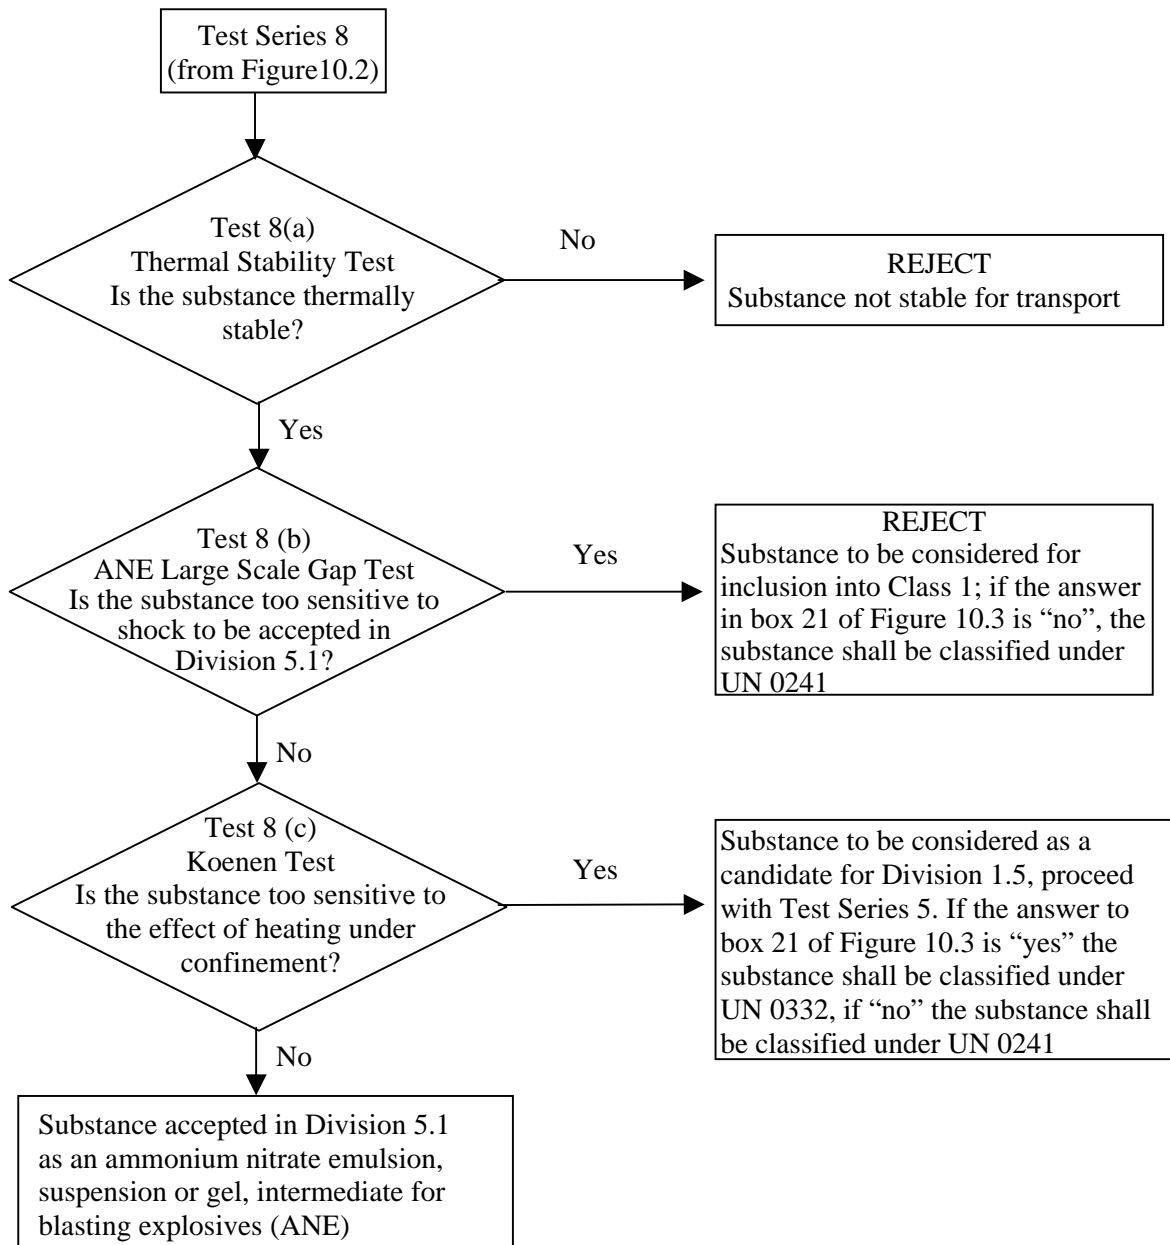 Test Series 8
(from Figure10.2)
Test 8(a)
Thermal Stability Test
Is the substance thermally
stable?
No
REJECT
Substance not stable for transport
Yes
Test 8 (b)
ANE Large Scale Gap Test
Is the substance too sensitive to
shock to be accepted in
Division 5.1?
Yes
REJECT
Substance to be considered for
inclusion into Class 1; if the answer
in box 21 of Figure 10.3 is “no”, the
substance shall be classified under
UN 0241
No
Test 8 (c)
Koenen Test
Is the substance too sensitive to
the effect of heating under
confinement?
Yes
Substance to be considered as a
candidate for Division 1.5, proceed
with Test Series 5. If the answer to
box 21 of Figure 10.3 is “yes” the
substance shall be classified under
UN 0332, if “no” the substance shall
be classified under UN 0241
No
Substance accepted in Division 5.1
as an ammonium nitrate emulsion,
suspension or gel, intermediate for
blasting explosives (ANE)